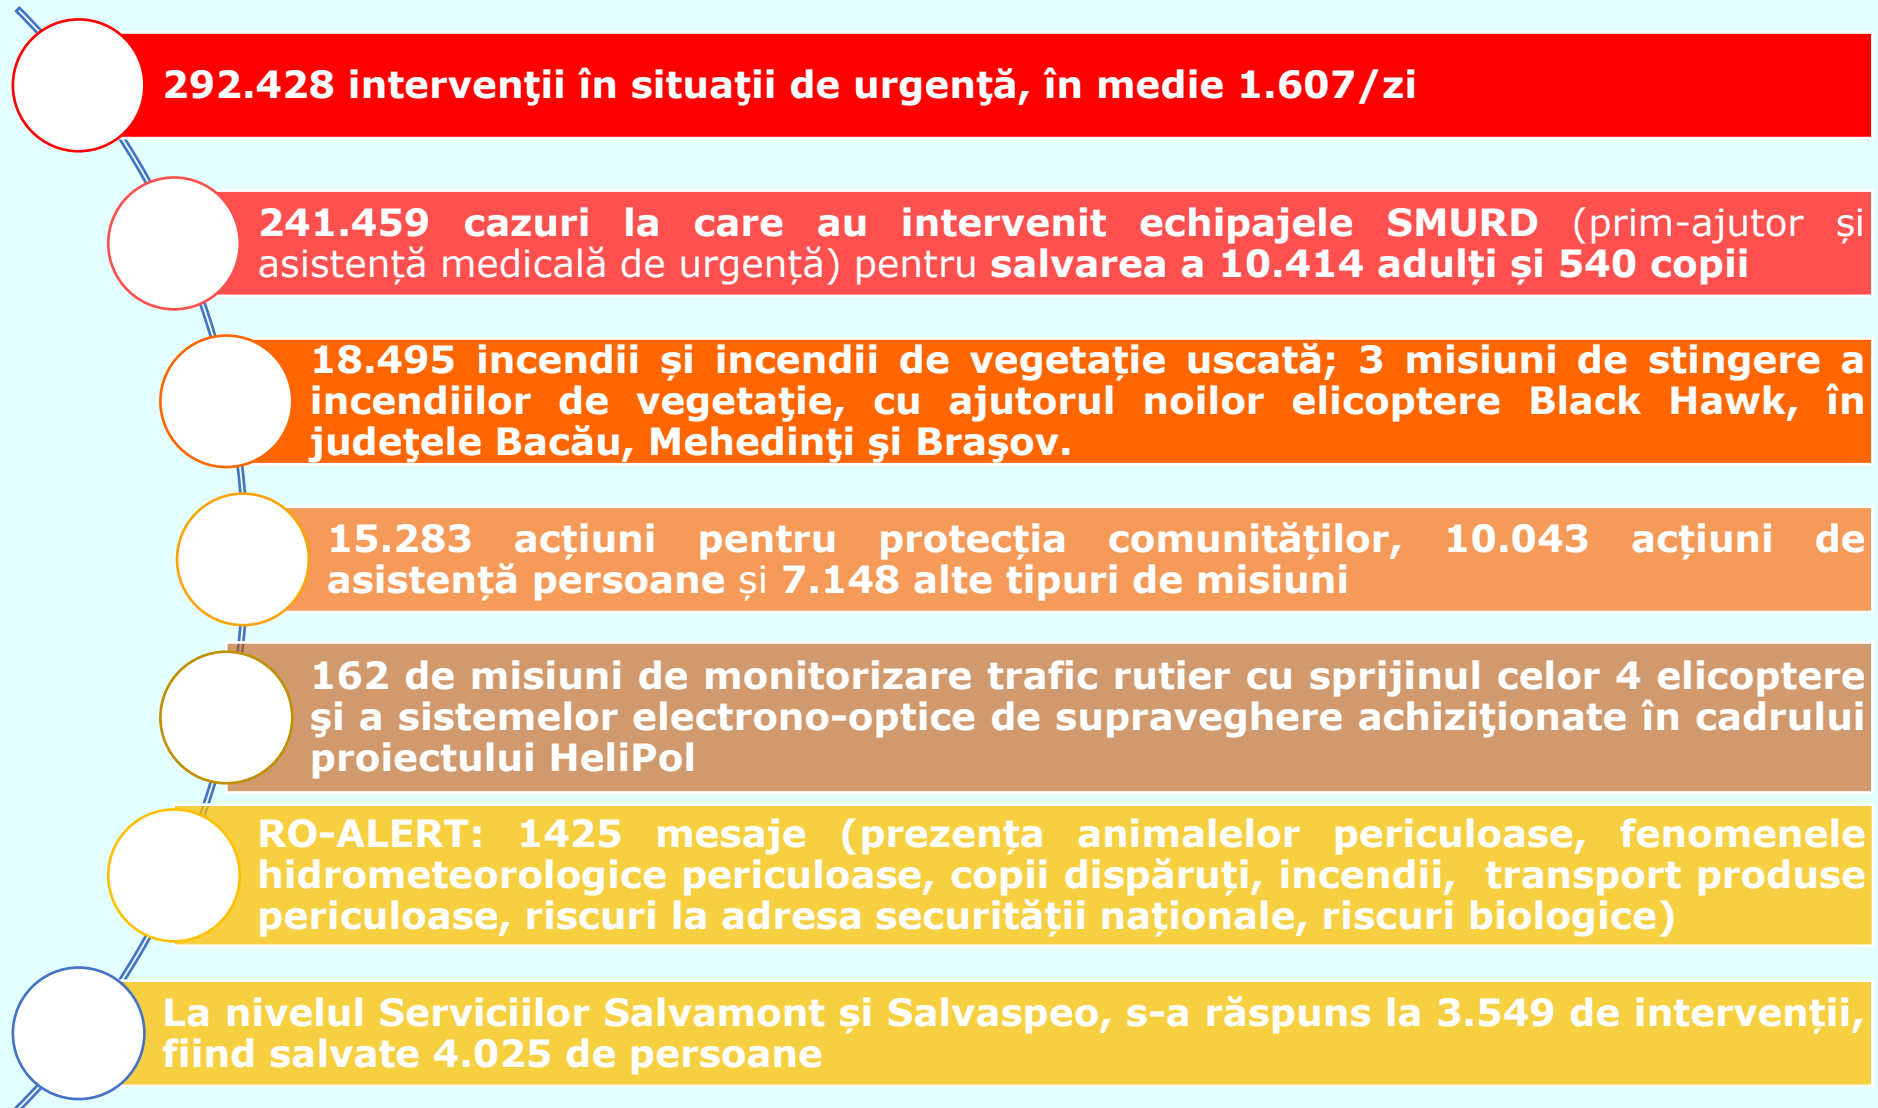 292.428 intervenţii în situaţii de urgenţă, în medie 1.607/zi
241.459 cazuri la care au intervenit echipajele SMURD (prim-ajutor și
asistență medicală de urgență) pentru salvarea a 10.414 adulți și 540 copii
18.495 incendii și incendii de vegetație uscată; 3 misiuni de stingere a
incendiilor de vegetaţie, cu ajutorul noilor elicoptere Black Hawk, în
judeţele Bacău, Mehedinţi şi Braşov.
15.283 acțiuni pentru protecția comunităților, 10.043 acțiuni de
asistență persoane și 7.148 alte tipuri de misiuni
162 de misiuni de monitorizare trafic rutier cu sprijinul celor 4 elicoptere
şi a sistemelor electrono-optice de supraveghere achiziţionate în cadrului
proiectului HeliPol
RO-ALERT: 1425 mesaje (prezența animalelor periculoase, fenomenele
hidrometeorologice periculoase, copii dispăruți, incendii, transport produse
periculoase, riscuri la adresa securității naționale, riscuri biologice)
La nivelul Serviciilor Salvamont și Salvaspeo, s-a răspuns la 3.549 de intervenții,
fiind salvate 4.025 de persoane